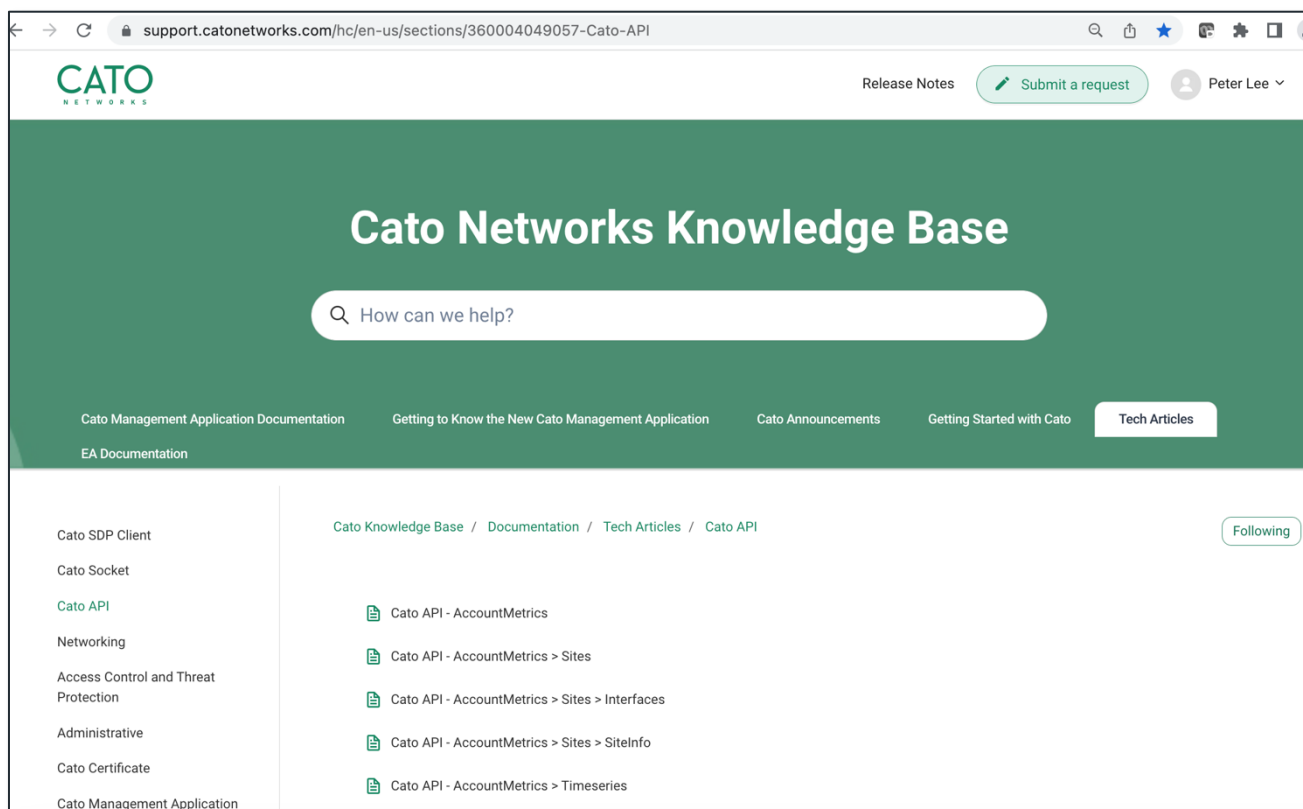 support.catonetworks.com/hc/en-us/sections/360004049057-Cato-API
CATO
NETWORKS
Release Notes
Submit a request
Peter Lee
Cato Networks Knowledge Base
How can we help?
Cato Management Application Documentation
Getting to Know the New Cato Management Application
Cato Announcements
Getting Started with Cato
Tech Articles
EA Documentation
Cato SDP Client
Cato Socket
Cato API
Networking
Access Control and Threat
Protection
Administrative
Cato Certificate
Cato Management Application
Cato Knowledge Base / Documentation / Tech Articles / Cato API
Following
Cato API - AccountMetrics
Cato API - AccountMetrics > Sites
Cato API - AccountMetrics > Sites > Interfaces
Cato API - AccountMetrics > Sites > SiteInfo
Cato API - AccountMetrics > Timeseries